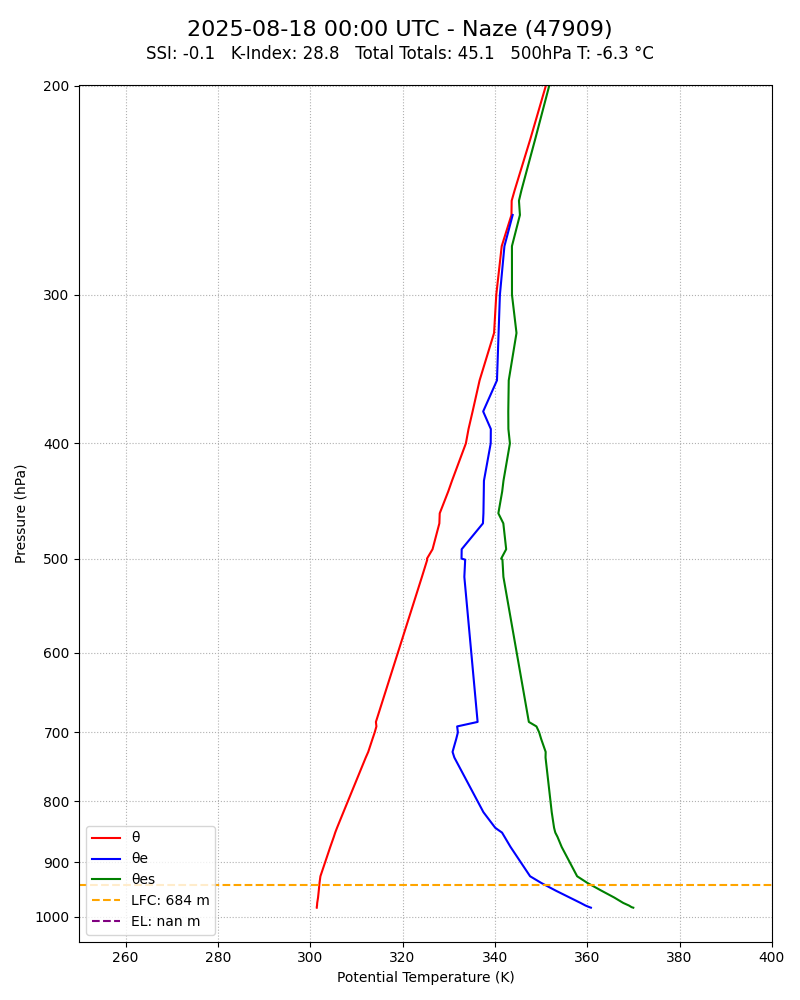 2025-08-18 00:00 UTC - Naze (47909)
SSI: -0.1 K-Index: 28.8 Total Totals: 45.1 500hPa T: -6.3 °C
200
300
400
500
600
700
800
900
1000
Pressure (hPa)
θ
θe
θes
LFC: 684 m
EL: nan m
260 280 300 320 340 360 380 400
Potential Temperature (K)